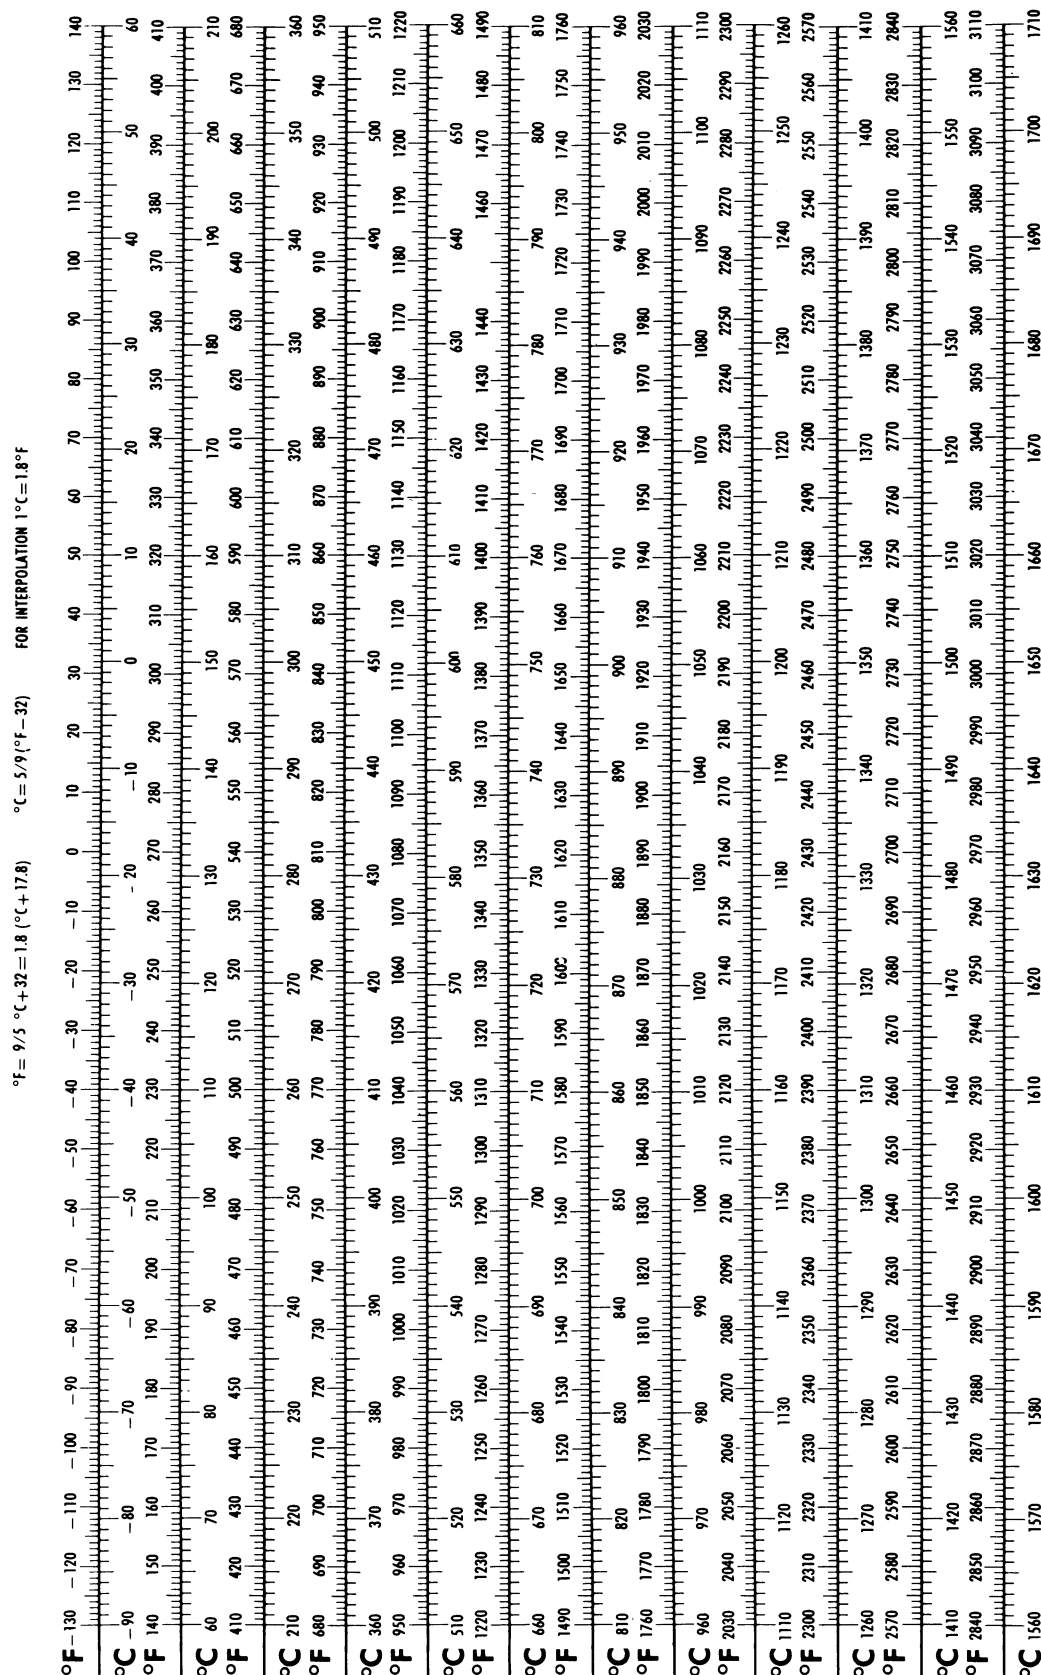 °F = 9/5 °C + 32 = 1.8 (°C + 17.8) °C = 5/9 (°F − 32) FOR INTERPOLATION 1°C = 1.8°F
°F −130 −120 −110 −100 −90 −80 −70 −60 −50 −40 −30 −20 −10 0 10 20 30 40 50 60 70 80 90 100 110 120 130 140
°C −90 −80 −70 −60 −50 −40 −30 −20 −10 0 10 20 30 40 50 60
°F 140 150 160 170 180 190 200 210 220 230 240 250 260 270 280 290 300 310 320 330 340 350 360 370 380 390 400 410
°C 60 70 80 90 100 110 120 130 140 150 160 170 180 190 200 210
°F 410 420 430 440 450 460 470 480 490 500 510 520 530 540 550 560 570 580 590 600 610 620 630 640 650 660 670 680
°C 210 220 230 240 250 260 270 280 290 300 310 320 330 340 350 360
°F 680 690 700 710 720 730 740 750 760 770 780 790 800 810 820 830 840 850 860 870 880 890 900 910 920 930 940 950
°C 360 370 380 390 400 410 420 430 440 450 460 470 480 490 500 510
°F 950 960 970 980 990 1000 1010 1020 1030 1040 1050 1060 1070 1080 1090 1100 1110 1120 1130 1140 1150 1160 1170 1180 1190 1200 1210 1220
°C 510 520 530 540 550 560 570 580 590 600 610 620 630 640 650 660
°F 1220 1230 1240 1250 1260 1270 1280 1290 1300 1310 1320 1330 1340 1350 1360 1370 1380 1390 1400 1410 1420 1430 1440 1460 1470 1480 1490
°C 660 670 680 690 700 710 720 730 740 750 760 770 780 790 800 810
°F 1490 1500 1510 1520 1530 1540 1550 1560 1570 1580 1590 1600 1610 1620 1630 1640 1650 1660 1670 1680 1690 1700 1710 1720 1730 1740 1750 1760
°C 810 820 830 840 850 860 870 880 890 900 910 920 930 940 950 960
°F 1760 1770 1780 1790 1800 1810 1820 1830 1840 1850 1860 1870 1880 1890 1900 1910 1920 1930 1940 1950 1960 1970 1980 1990 2000 2010 2020 2030
°C 960 970 980 990 1000 1010 1020 1030 1040 1050 1060 1070 1080 1090 1100 1110
°F 2030 2040 2050 2060 2070 2080 2090 2100 2110 2120 2130 2140 2150 2160 2170 2180 2190 2200 2210 2220 2230 2240 2250 2260 2270 2280 2290 2300
°C 1110 1120 1130 1140 1150 1160 1170 1180 1190 1200 1210 1220 1230 1240 1250 1260
°F 2300 2310 2320 2330 2340 2350 2360 2370 2380 2390 2400 2410 2420 2430 2440 2450 2460 2470 2480 2490 2500 2510 2520 2530 2540 2550 2560 2570
°C 1260 1270 1280 1290 1300 1310 1320 1330 1340 1350 1360 1370 1380 1390 400 1410
°F 2570 2580 2590 2600 2610 2620 2630 2640 2650 2660 2670 2680 2690 2700 2710 2720 2730 2740 2750 2760 2770 2780 2790 2800 2810 2820 2830 2840
°C 1410 1420 1430 1440 1450 1460 1470 1480 1490 1500 1510 1520 1530 1540 1550 1560
°F 2840 2850 2860 2870 2880 2890 2900 2910 2920 2930 2940 2950 2960 2970 2980 2990 3000 3010 3020 3030 3040 3050 3060 3070 3080 3090 3100 3110
°C 1560 1570 1580 1590 1600 1610 1620 1630 1640 1650 1660 1670 1680 1690 1700 1710